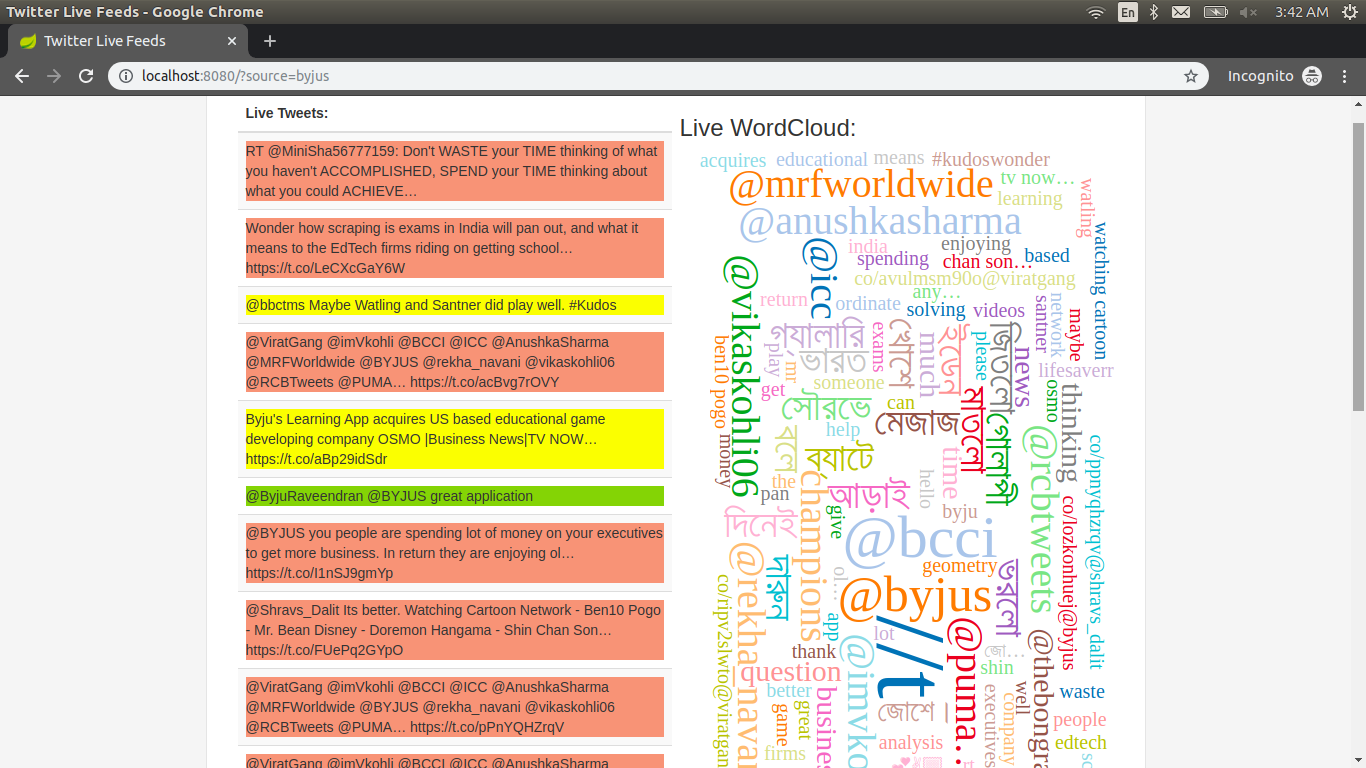 Twitter Live Feeds - Google Chrome
En
3:42 AM
Twitter Live Feeds
localhost:8080/?source=byjus
Incognito
Live Tweets:
RT @MiniSha56777159: Don't WASTE your TIME thinking of what
you haven't ACCOMPLISHED, SPEND your TIME thinking about
what you could ACHIEVE…
Wonder how scraping is exams in India will pan out, and what it
means to the EdTech firms riding on getting school…
https://t.co/LeCXcGaY6W
@bbctms Maybe Watling and Santner did play well. #Kudos
@ViratGang @imVkohli @BCCI @ICC @AnushkaSharma
@MRFWorldwide @BYJUS @rekha_navani @vikaskohli06
@RCBTweets @PUMA… https://t.co/acBvg7rOVY
Byju's Learning App acquires US based educational game
developing company OSMO |Business News|TV NOW…
https://t.co/aBp29idSdr
@ByjuRaveendran @BYJUS great application
@BYJUS you people are spending lot of money on your executives
to get more business. In return they are enjoying ol…
https://t.co/I1nSJ9gmYp
@Shravs_Dalit Its better. Watching Cartoon Network - Ben10 Pogo
- Mr. Bean Disney - Doremon Hangama - Shin Chan Son…
https://t.co/FUePq2GYpO
@ViratGang @imVkohli @BCCI @ICC @AnushkaSharma
@MRFWorldwide @BYJUS @rekha_navani @vikaskohli06
@RCBTweets @PUMA… https://t.co/pPnYQHZrqV
@ViratGang @imVkohli @BCCI @ICC @AnushkaSharma
Live WordCloud:
acquires
educational
means
#kudoswonder
@mrfworldwide
tv now…
learning
watling
@anushkasharma
watching cartoon
@icc
india
enjoying
spending
chan son…
based
@vikaskohli06
co/avulmsm90o@viratgang
any…
return
ordinate
solving
videos
santner
network
maybe
গ্যালারি
exams
খোলশ
much
ইডেন
please
জিতলো
news
ben10 pogo
play
mr
ভারত
lifesaverr
someone
get
osmo
thinking
সৌরভে
can
মেজাজ
মাতলো
গোলাপী
@rcbtweets
help
বলে
ব্যাটে
money
time
co/ppnyqhzrqv@shravs_dalit
the
pan
champions
আড়াই
hello
byju
co/lozkonhuej@byjus
দিনেই
give
@bcci
@rekha_navani
দারুন
geometry
ভরলো
ol…
@byjus
co/ripv2slwto@viratgan
app
lot
//t
@puma…
thank
জো…
@thebongra
question
@imvko
shin
better
busines
well
waste
great
game
জোশে।
executives
company
people
analysis
edtech
firms
rt